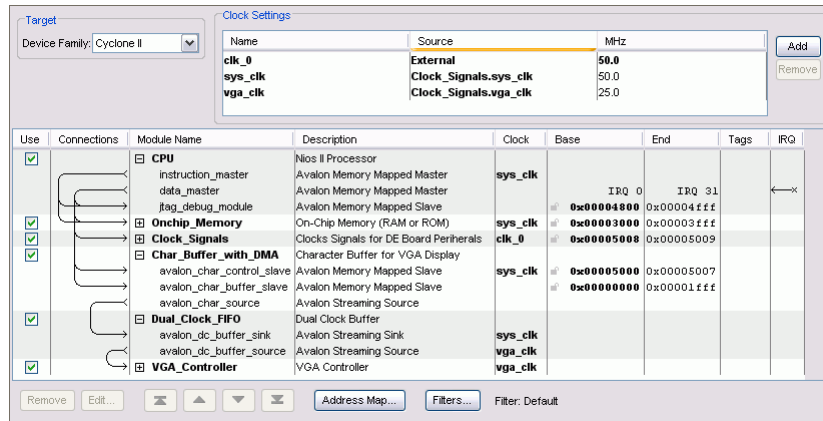 Target
Device Family: Cyclone II
Clock Settings
Name Source MHz
clk_0 External 50.0
sys_clk Clock_Signals.sys_clk 50.0
vga_clk Clock_Signals.vga_clk 25.0
Add
Remove
Use Connections Module Name Description Clock Base End Tags IRQ
CPU Nios II Processor
instruction_master Avalon Memory Mapped Master sys_clk
data_master Avalon Memory Mapped Master IRQ 0 IRQ 31
jtag_debug_module Avalon Memory Mapped Slave 0x00004800 0x00004fff
Onchip_Memory On-Chip Memory (RAM or ROM) sys_clk 0x00003000 0x00003fff
Clock_Signals Clocks Signals for DE Board Periherals clk_0 0x00005008 0x00005009
Char_Buffer_with_DMA Character Buffer for VGA Display
avalon_char_control_slave Avalon Memory Mapped Slave sys_clk 0x00005000 0x00005007
avalon_char_buffer_slave Avalon Memory Mapped Slave 0x00000000 0x00001fff
avalon_char_source Avalon Streaming Source
Dual_Clock_FIFO Dual Clock Buffer
avalon_dc_buffer_sink Avalon Streaming Sink sys_clk
avalon_dc_buffer_source Avalon Streaming Source vga_clk
VGA_Controller VGA Controller vga_clk
Remove Edit... Address Map... Filters... Filter: Default